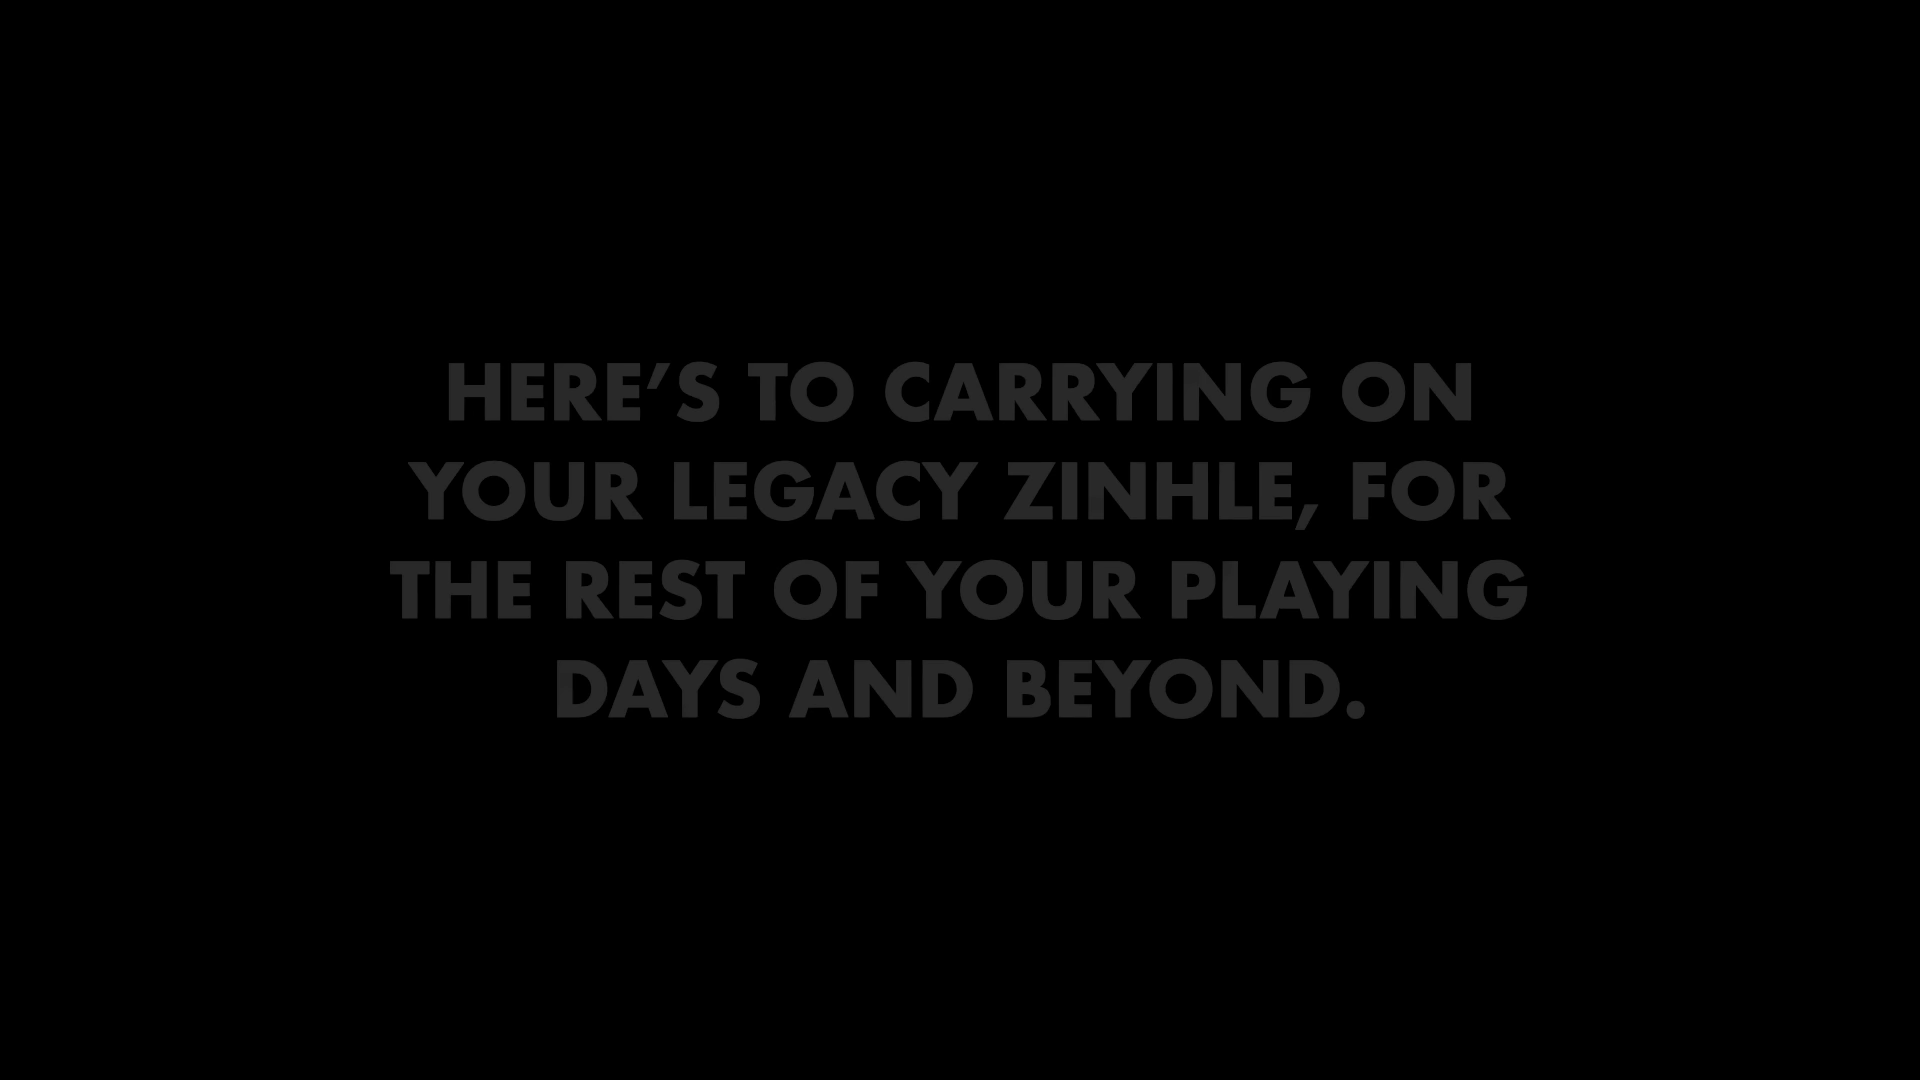 HERE’S TO CARRYING ON
YOUR LEGACY ZINHLE, FOR
THE REST OF YOUR PLAYING
DAYS AND BEYOND.